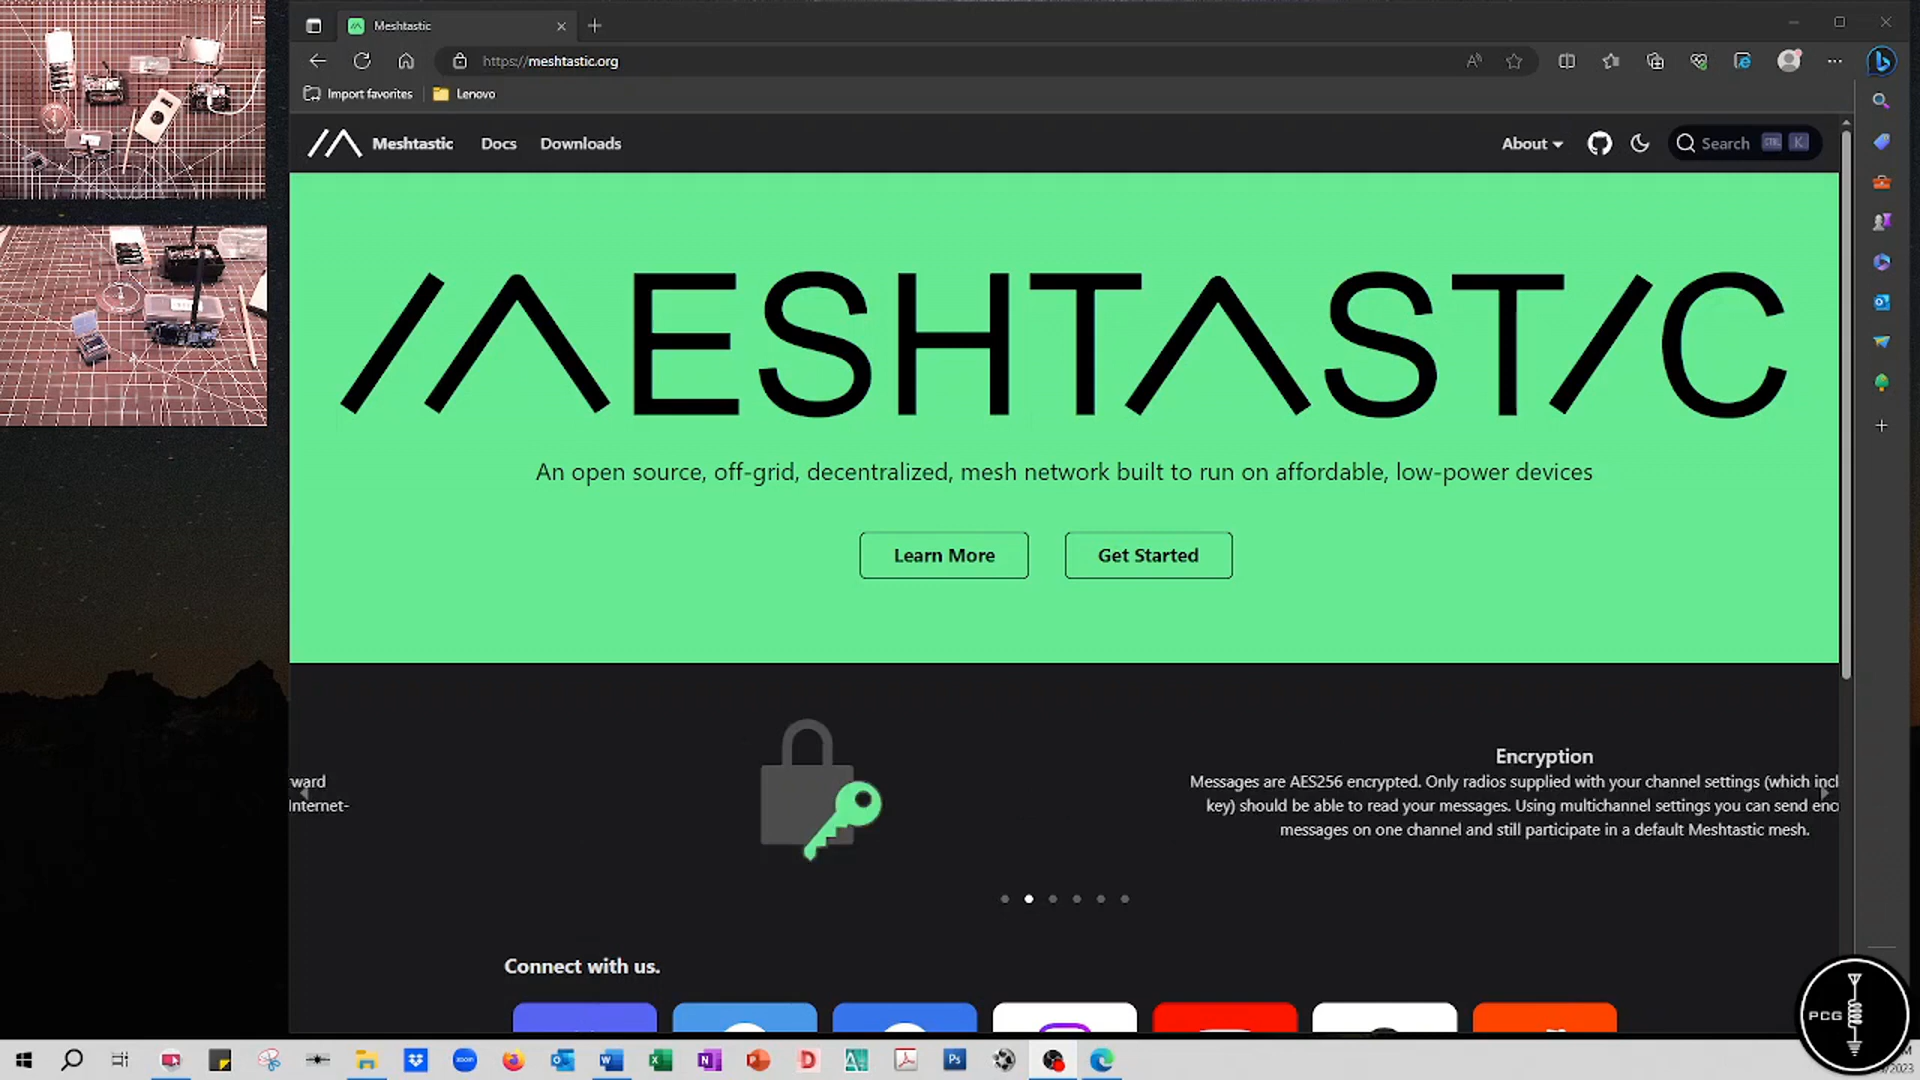 Meshtastic
https://meshtastic.org
Import favorites
Lenovo
Meshtastic
Docs
Downloads
About
Search
CTRL
K
MESHTASTIC
An open source, off-grid, decentralized, mesh network built to run on affordable, low-power devices
Learn More
Get Started
ward
Internet-
Encryption
Messages are AES256 encrypted. Only radios supplied with your channel settings (which incl
key) should be able to read your messages. Using multichannel settings you can send enc
messages on one channel and still participate in a default Meshtastic mesh.
Connect with us.
PCG
zoom
Ps